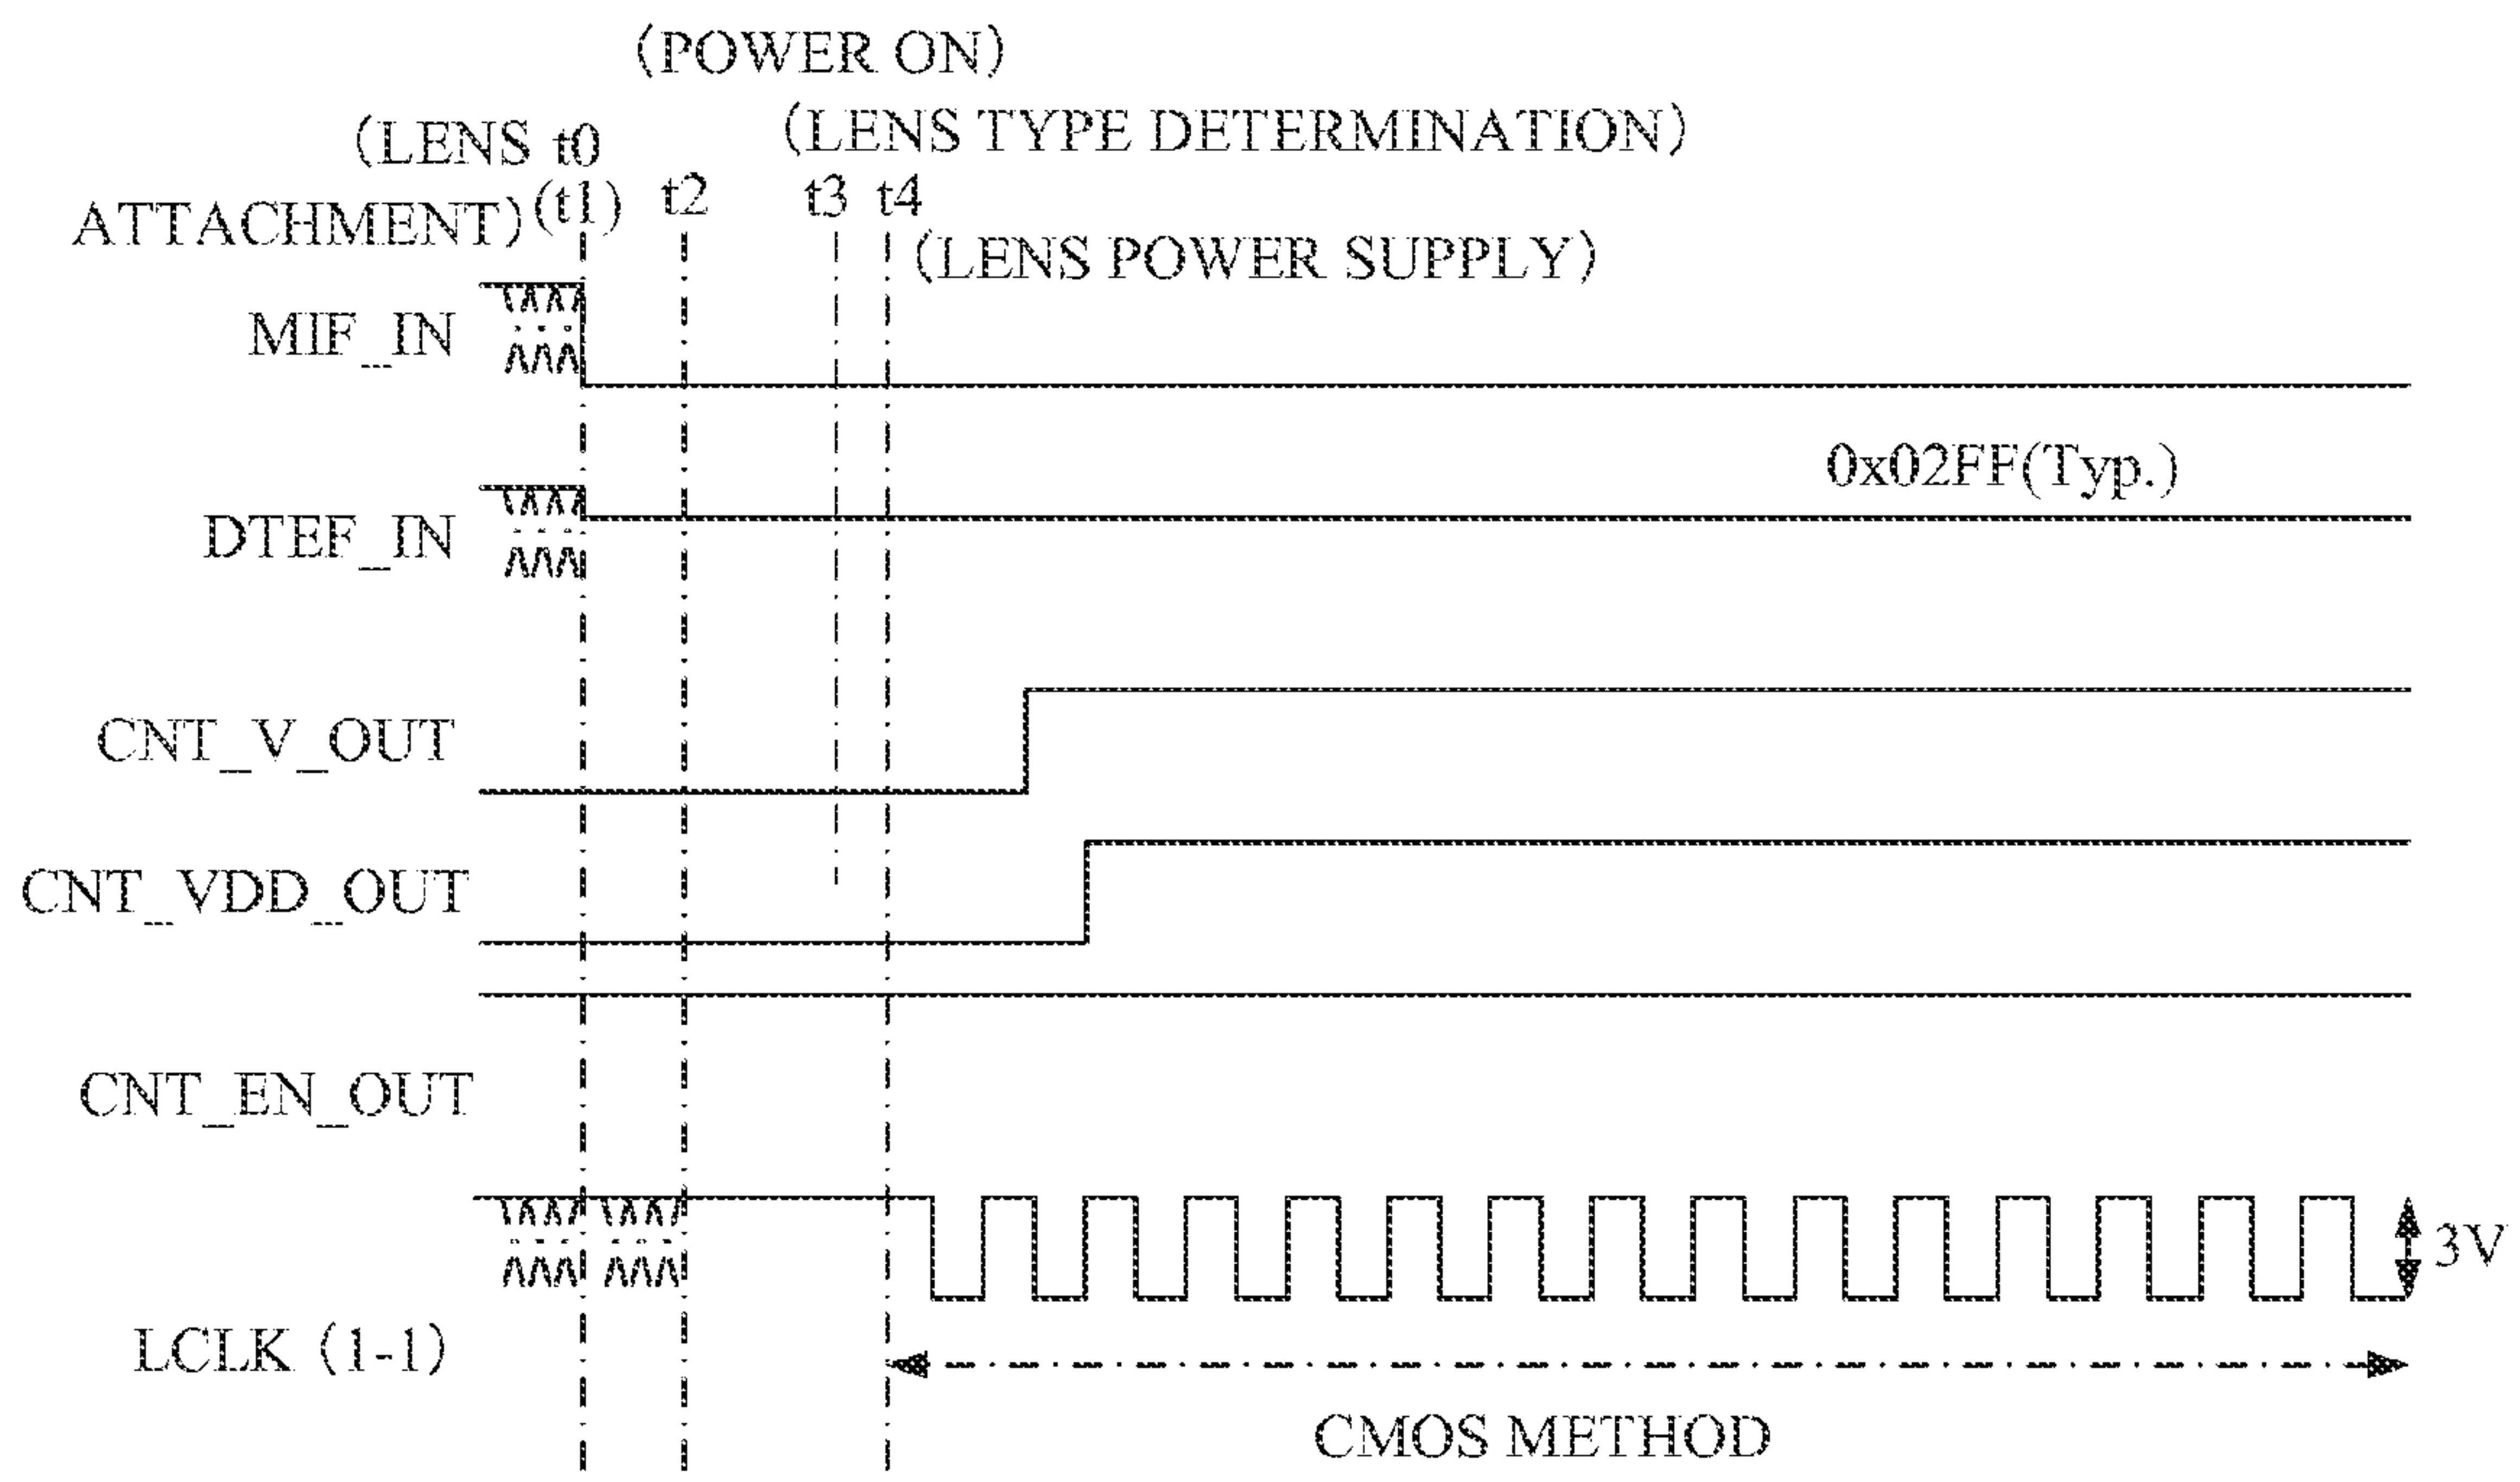 (POWER ON)
(LENS t0
(LENS TYPE DETERMINATION)
ATTACHMENT) (t1) t2 t3 t4
(LENS POWER SUPPLY)
MIF_IN
0x02FF(Typ.)
DTEF_IN
CNT_V_OUT
CNT_VDD_OUT
CNT_EN_OUT
3V
LCLK (1-1)
CMOS METHOD